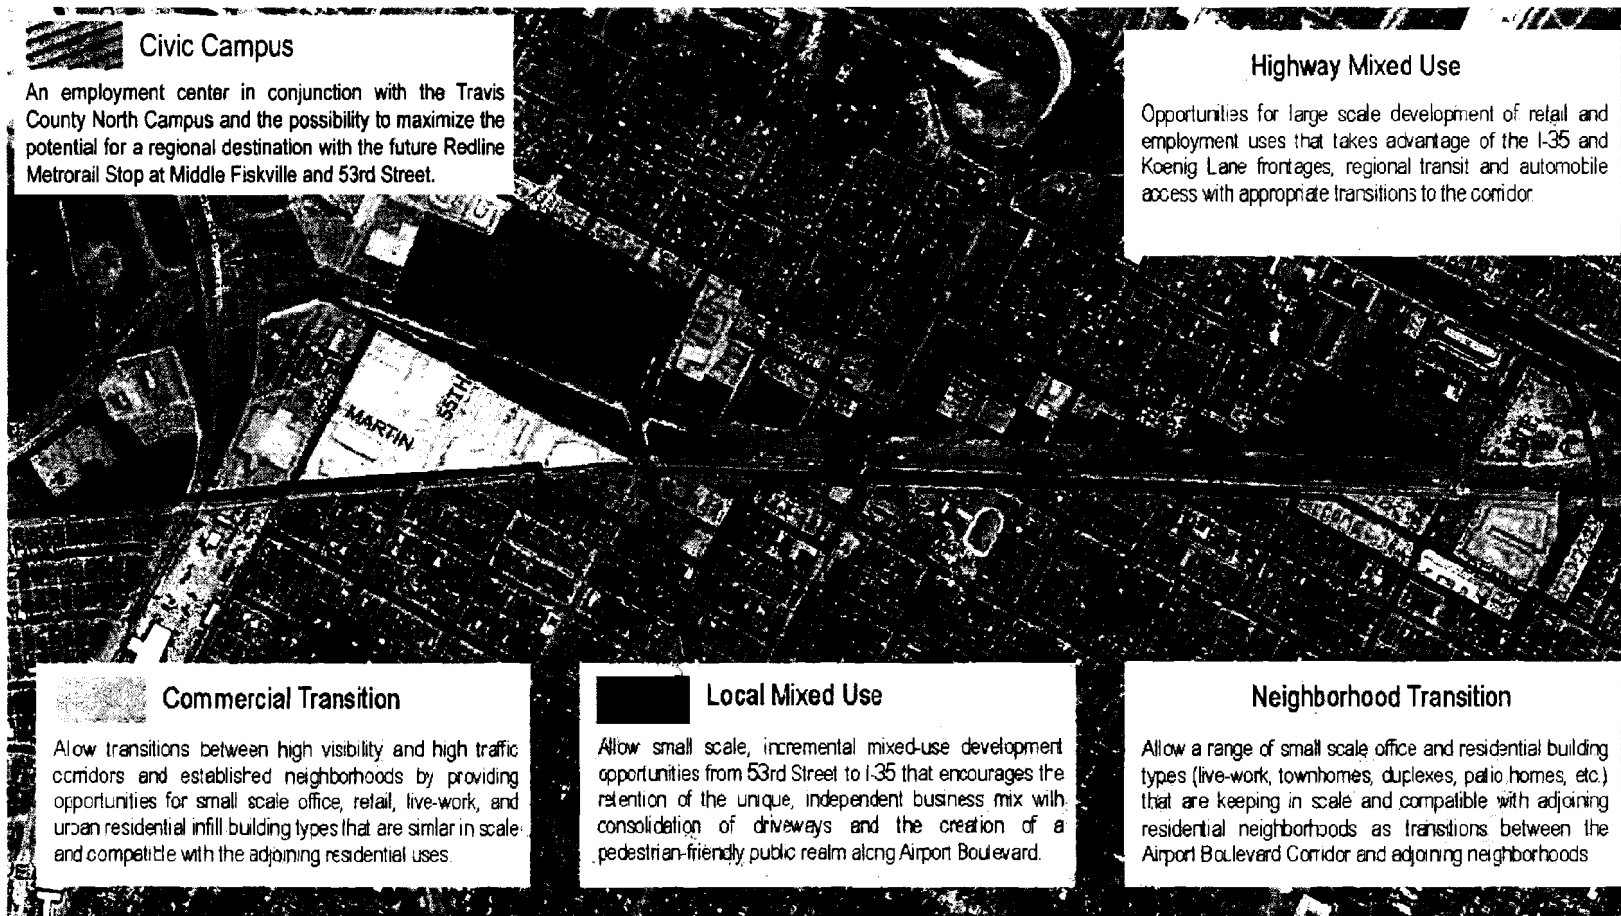 Civic Campus
An employment center in conjunction with the Travis
County North Campus and the possibility to maximize the
potential for a regional destination with the future Redline
Metrorail Stop at Middle Fiskville and 53rd Street.
Highway Mixed Use
Opportunities for large scale development of retail and
employment uses that takes advantage of the I-35 and
Koenig Lane frontages, regional transit and automobile
access with appropriate transitions to the corridor.
55TH
MARTIN
Commercial Transition
Allow transitions between high visibility and high traffic
corridors and established neighborhoods by providing
opportunities for small scale office, retail, live-work, and
urban residential infill building types that are similar in scale
and compatible with the adjoining residential uses.
Local Mixed Use
Allow small scale, incremental mixed-use development
opportunities from 53rd Street to I-35 that encourages the
retention of the unique, independent business mix with
consolidation of driveways and the creation of a
pedestrian-friendly public realm along Airport Boulevard.
Neighborhood Transition
Allow a range of small scale office and residential building
types (live-work, townhomes, duplexes, patio homes, etc.)
that are keeping in scale and compatible with adjoining
residential neighborhoods as transitions between the
Airport Boulevard Corridor and adjoining neighborhoods